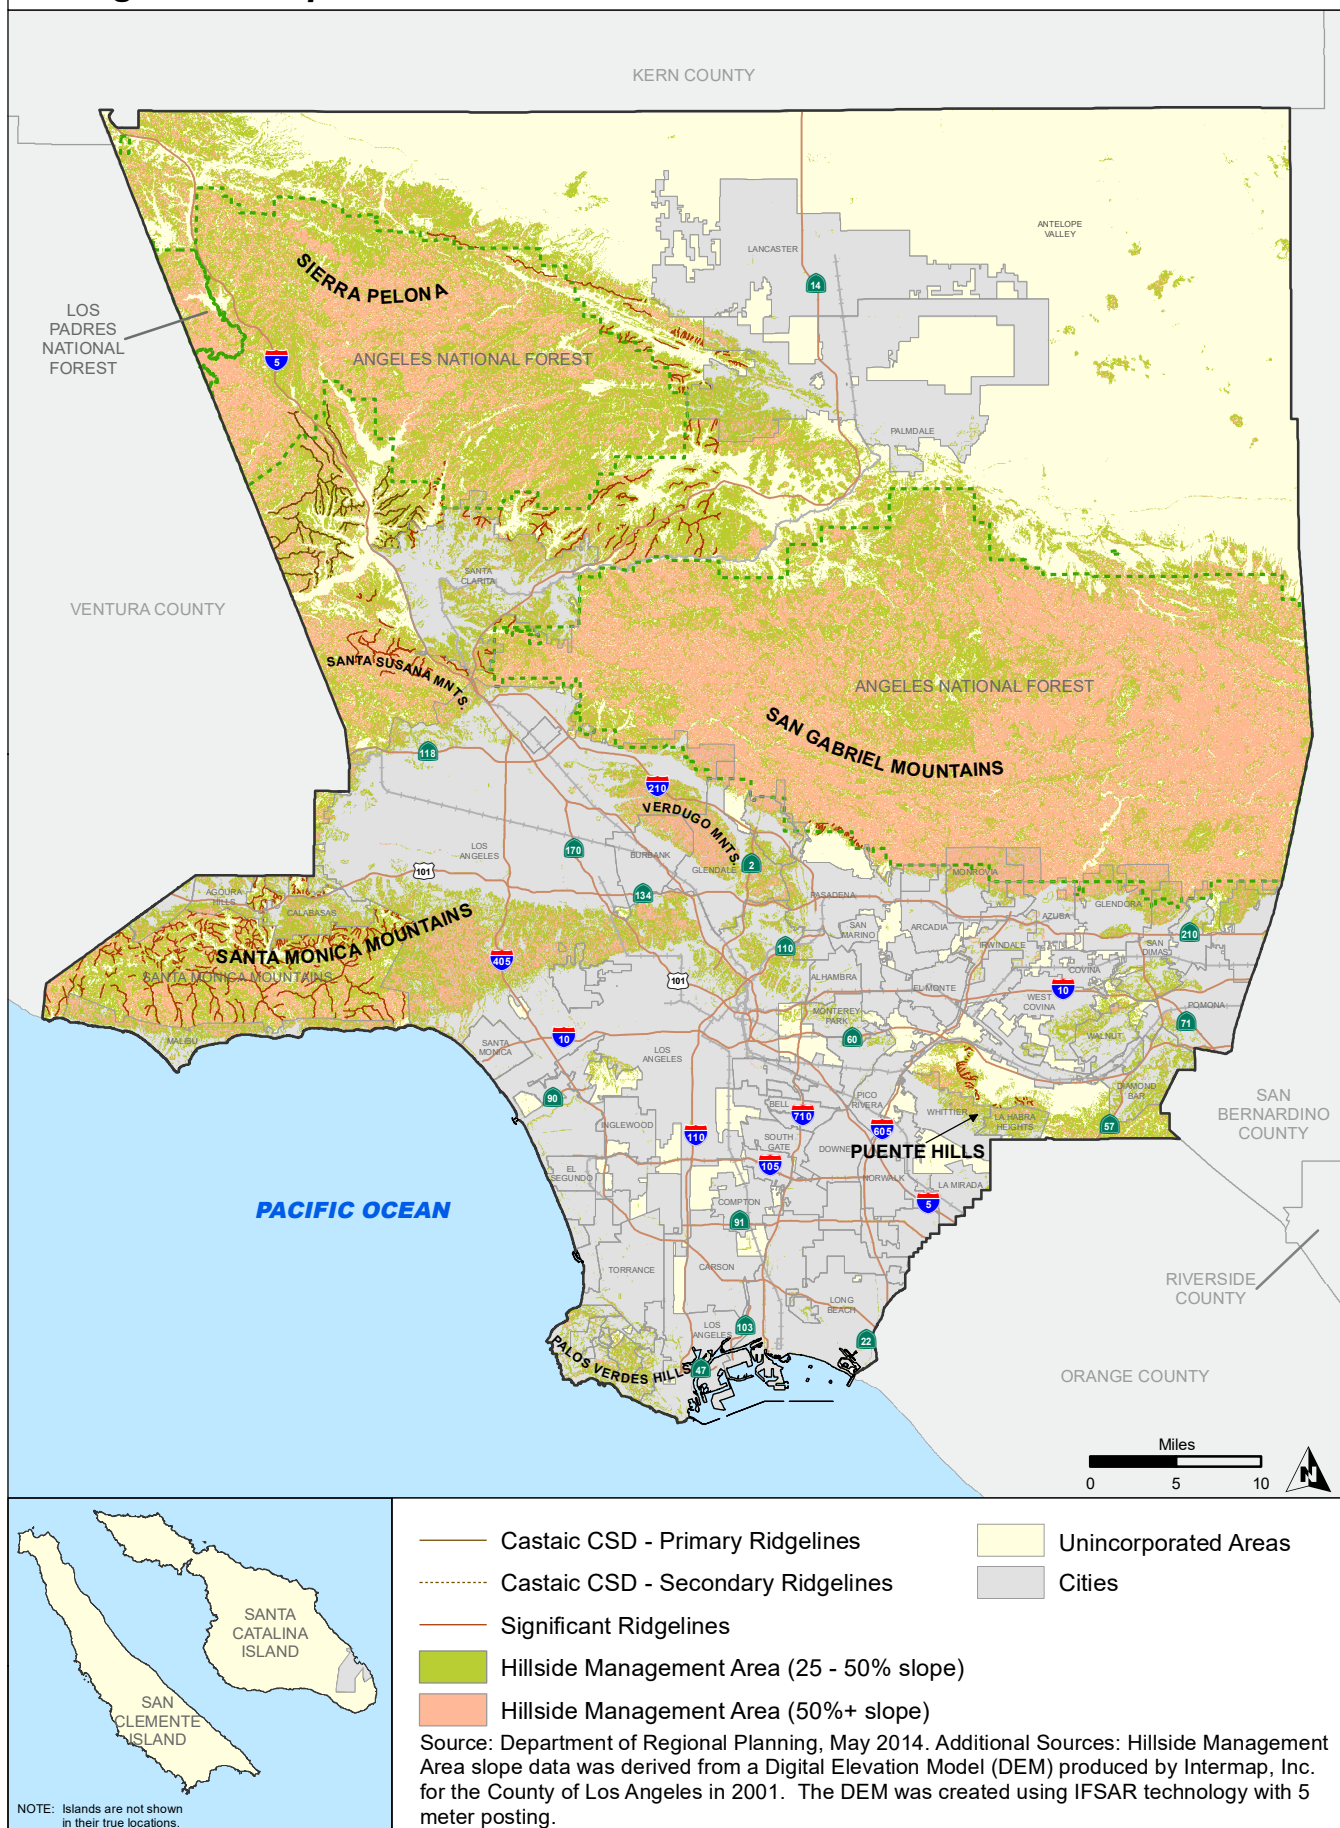 KERN COUNTY
ANTELOPE
VALLEY
LANCASTER
14
SIERRA PELONA
LOS
PADRES
NATIONAL
FOREST
5
ANGELES NATIONAL FOREST
PALMDALE
SANTA
CLARITA
VENTURA COUNTY
SANTA SUSANA MNTS.
ANGELES NATIONAL FOREST
SAN GABRIEL MOUNTAINS
118
210
VERDUGO MNTS.
LOS
ANGELES
170
BURBANK
101
GLENDALE
2
MONROVIA
AGOURA
HILLS
CALABASAS
134
PASADENA
GLENDORA
AZUSA
SANTA MONICA MOUNTAINS
SAN
MARINO
ARCADIA
210
110
IRWINDALE
SAN
DIMAS
405
SANTA MONICA MOUNTAINS
101
ALHAMBRA
COVINA
EL MONTE
10
WEST
COVINA
POMONA
MONTEREY
PARK
71
MALIBU
SANTA
MONICA
10
60
WALNUT
LOS
ANGELES
90
PICO
RIVERA
DIAMOND
BAR
BELL
710
WHITTIER
LA HABRA
HEIGHTS
57
SAN
BERNARDINO
COUNTY
INGLEWOOD
110
605
SOUTH
GATE
DOWNEY
PUENTE HILLS
105
EL
SEGUNDO
NORWALK
LA MIRADA
5
PACIFIC OCEAN
COMPTON
91
TORRANCE
CARSON
RIVERSIDE
COUNTY
LONG
BEACH
LOS
ANGELES
103
22
PALOS VERDES HILLS
47
ORANGE COUNTY
Miles
0 5 10
N
SANTA
CATALINA
ISLAND
SAN
CLEMENTE
ISLAND
NOTE: Islands are not shown
in their true locations.
Castaic CSD - Primary Ridgelines
Castaic CSD - Secondary Ridgelines
Significant Ridgelines
Hillside Management Area (25 - 50% slope)
Hillside Management Area (50%+ slope)
Unincorporated Areas
Cities
Source: Department of Regional Planning, May 2014. Additional Sources: Hillside Management
Area slope data was derived from a Digital Elevation Model (DEM) produced by Intermap, Inc.
for the County of Los Angeles in 2001. The DEM was created using IFSAR technology with 5
meter posting.